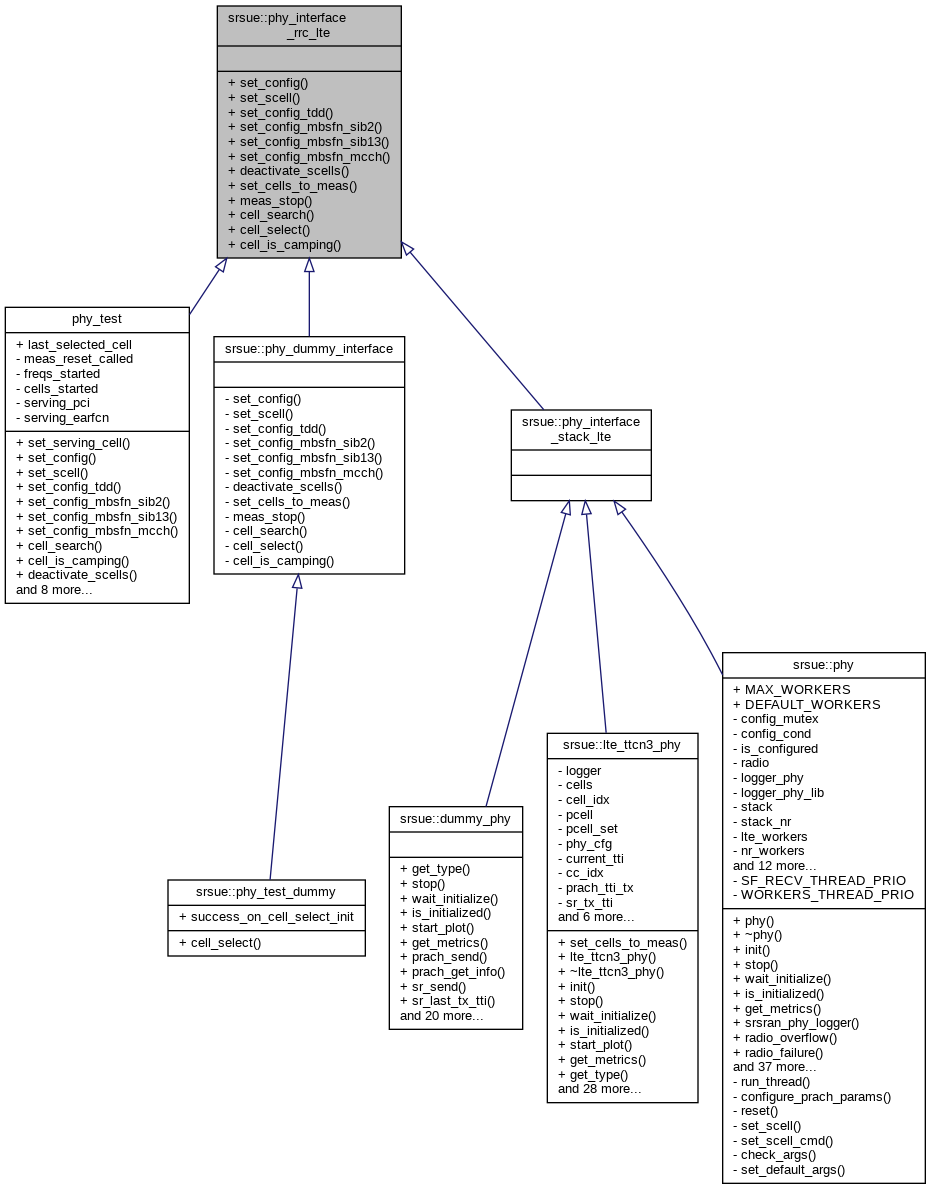 srsue::phy_interface
_rrc_lte
+ set_config()
+ set_scell()
+ set_config_tdd()
+ set_config_mbsfn_sib2()
+ set_config_mbsfn_sib13()
+ set_config_mbsfn_mcch()
+ deactivate_scells()
+ set_cells_to_meas()
+ meas_stop()
+ cell_search()
+ cell_select()
+ cell_is_camping()
phy_test
+ last_selected_cell
- meas_reset_called
- freqs_started
- cells_started
- serving_pci
- serving_earfcn
+ set_serving_cell()
+ set_config()
+ set_scell()
+ set_config_tdd()
+ set_config_mbsfn_sib2()
+ set_config_mbsfn_sib13()
+ set_config_mbsfn_mcch()
+ cell_search()
+ cell_is_camping()
+ deactivate_scells()
and 8 more...
srsue::phy_dummy_interface
- set_config()
- set_scell()
- set_config_tdd()
- set_config_mbsfn_sib2()
- set_config_mbsfn_sib13()
- set_config_mbsfn_mcch()
- deactivate_scells()
- set_cells_to_meas()
- meas_stop()
- cell_search()
- cell_select()
- cell_is_camping()
srsue::phy_interface
_stack_lte
srsue::phy_test_dummy
+ success_on_cell_select_init
+ cell_select()
srsue::dummy_phy
+ get_type()
+ stop()
+ wait_initialize()
+ is_initialized()
+ start_plot()
+ get_metrics()
+ prach_send()
+ prach_get_info()
+ sr_send()
+ sr_last_tx_tti()
and 20 more...
srsue::lte_ttcn3_phy
- logger
- cells
- cell_idx
- pcell
- pcell_set
- phy_cfg
- current_tti
- cc_idx
- prach_tti_tx
- sr_tx_tti
and 6 more...
+ set_cells_to_meas()
+ lte_ttcn3_phy()
+ ~lte_ttcn3_phy()
+ init()
+ stop()
+ wait_initialize()
+ is_initialized()
+ start_plot()
+ get_metrics()
+ get_type()
and 28 more...
srsue::phy
+ MAX_WORKERS
+ DEFAULT_WORKERS
- config_mutex
- config_cond
- is_configured
- radio
- logger_phy
- logger_phy_lib
- stack
- stack_nr
- lte_workers
- nr_workers
and 12 more...
- SF_RECV_THREAD_PRIO
- WORKERS_THREAD_PRIO
+ phy()
+ ~phy()
+ init()
+ stop()
+ wait_initialize()
+ is_initialized()
+ get_metrics()
+ srsran_phy_logger()
+ radio_overflow()
+ radio_failure()
and 37 more...
- run_thread()
- configure_prach_params()
- reset()
- set_scell()
- set_scell_cmd()
- check_args()
- set_default_args()